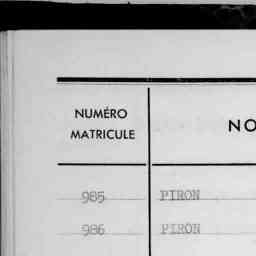 NUMÉRO
MATRICULE
NO
985 PIRON
986 PIRON